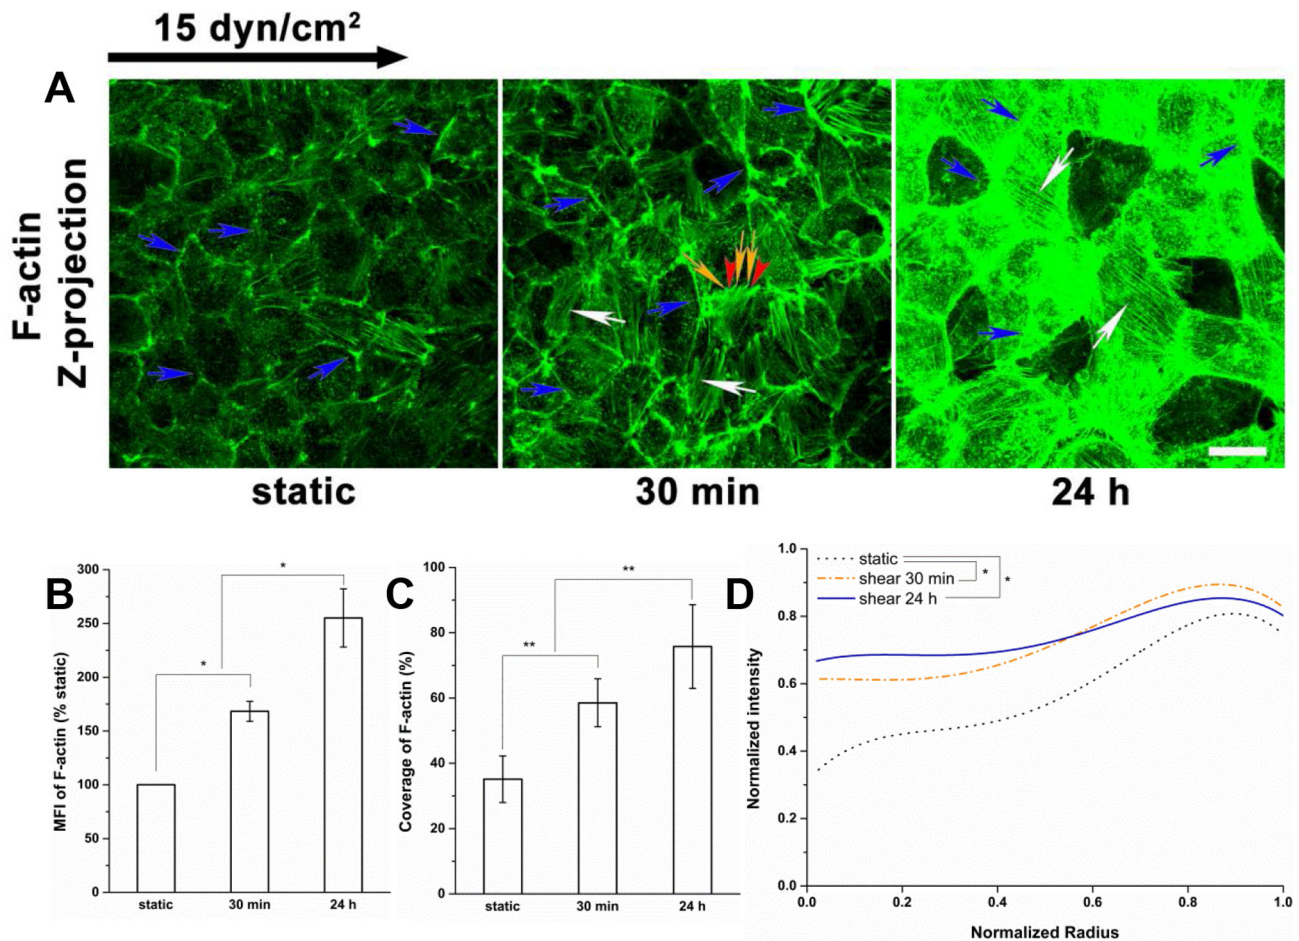 15 dyn/cm²
A
F-actin
Z-projection
static
30 min
24 h
B
MFI of F-actin (% static)
300
250
200
150
100
50
0
*
*
static
30 min
24 h
C
Coverage of F-actin (%)
100
80
60
40
20
0
**
**
static
30 min
24 h
D
Normalized intensity
1.0
0.8
0.6
0.4
0.2
0.0
static
shear 30 min
shear 24 h
*
*
0.0
0.2
0.4
0.6
0.8
1.0
Normalized Radius